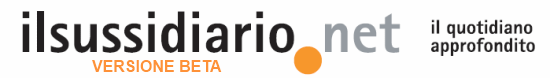 ilsussidiario.net
VERSIONE BETA
il quotidiano
approfondito